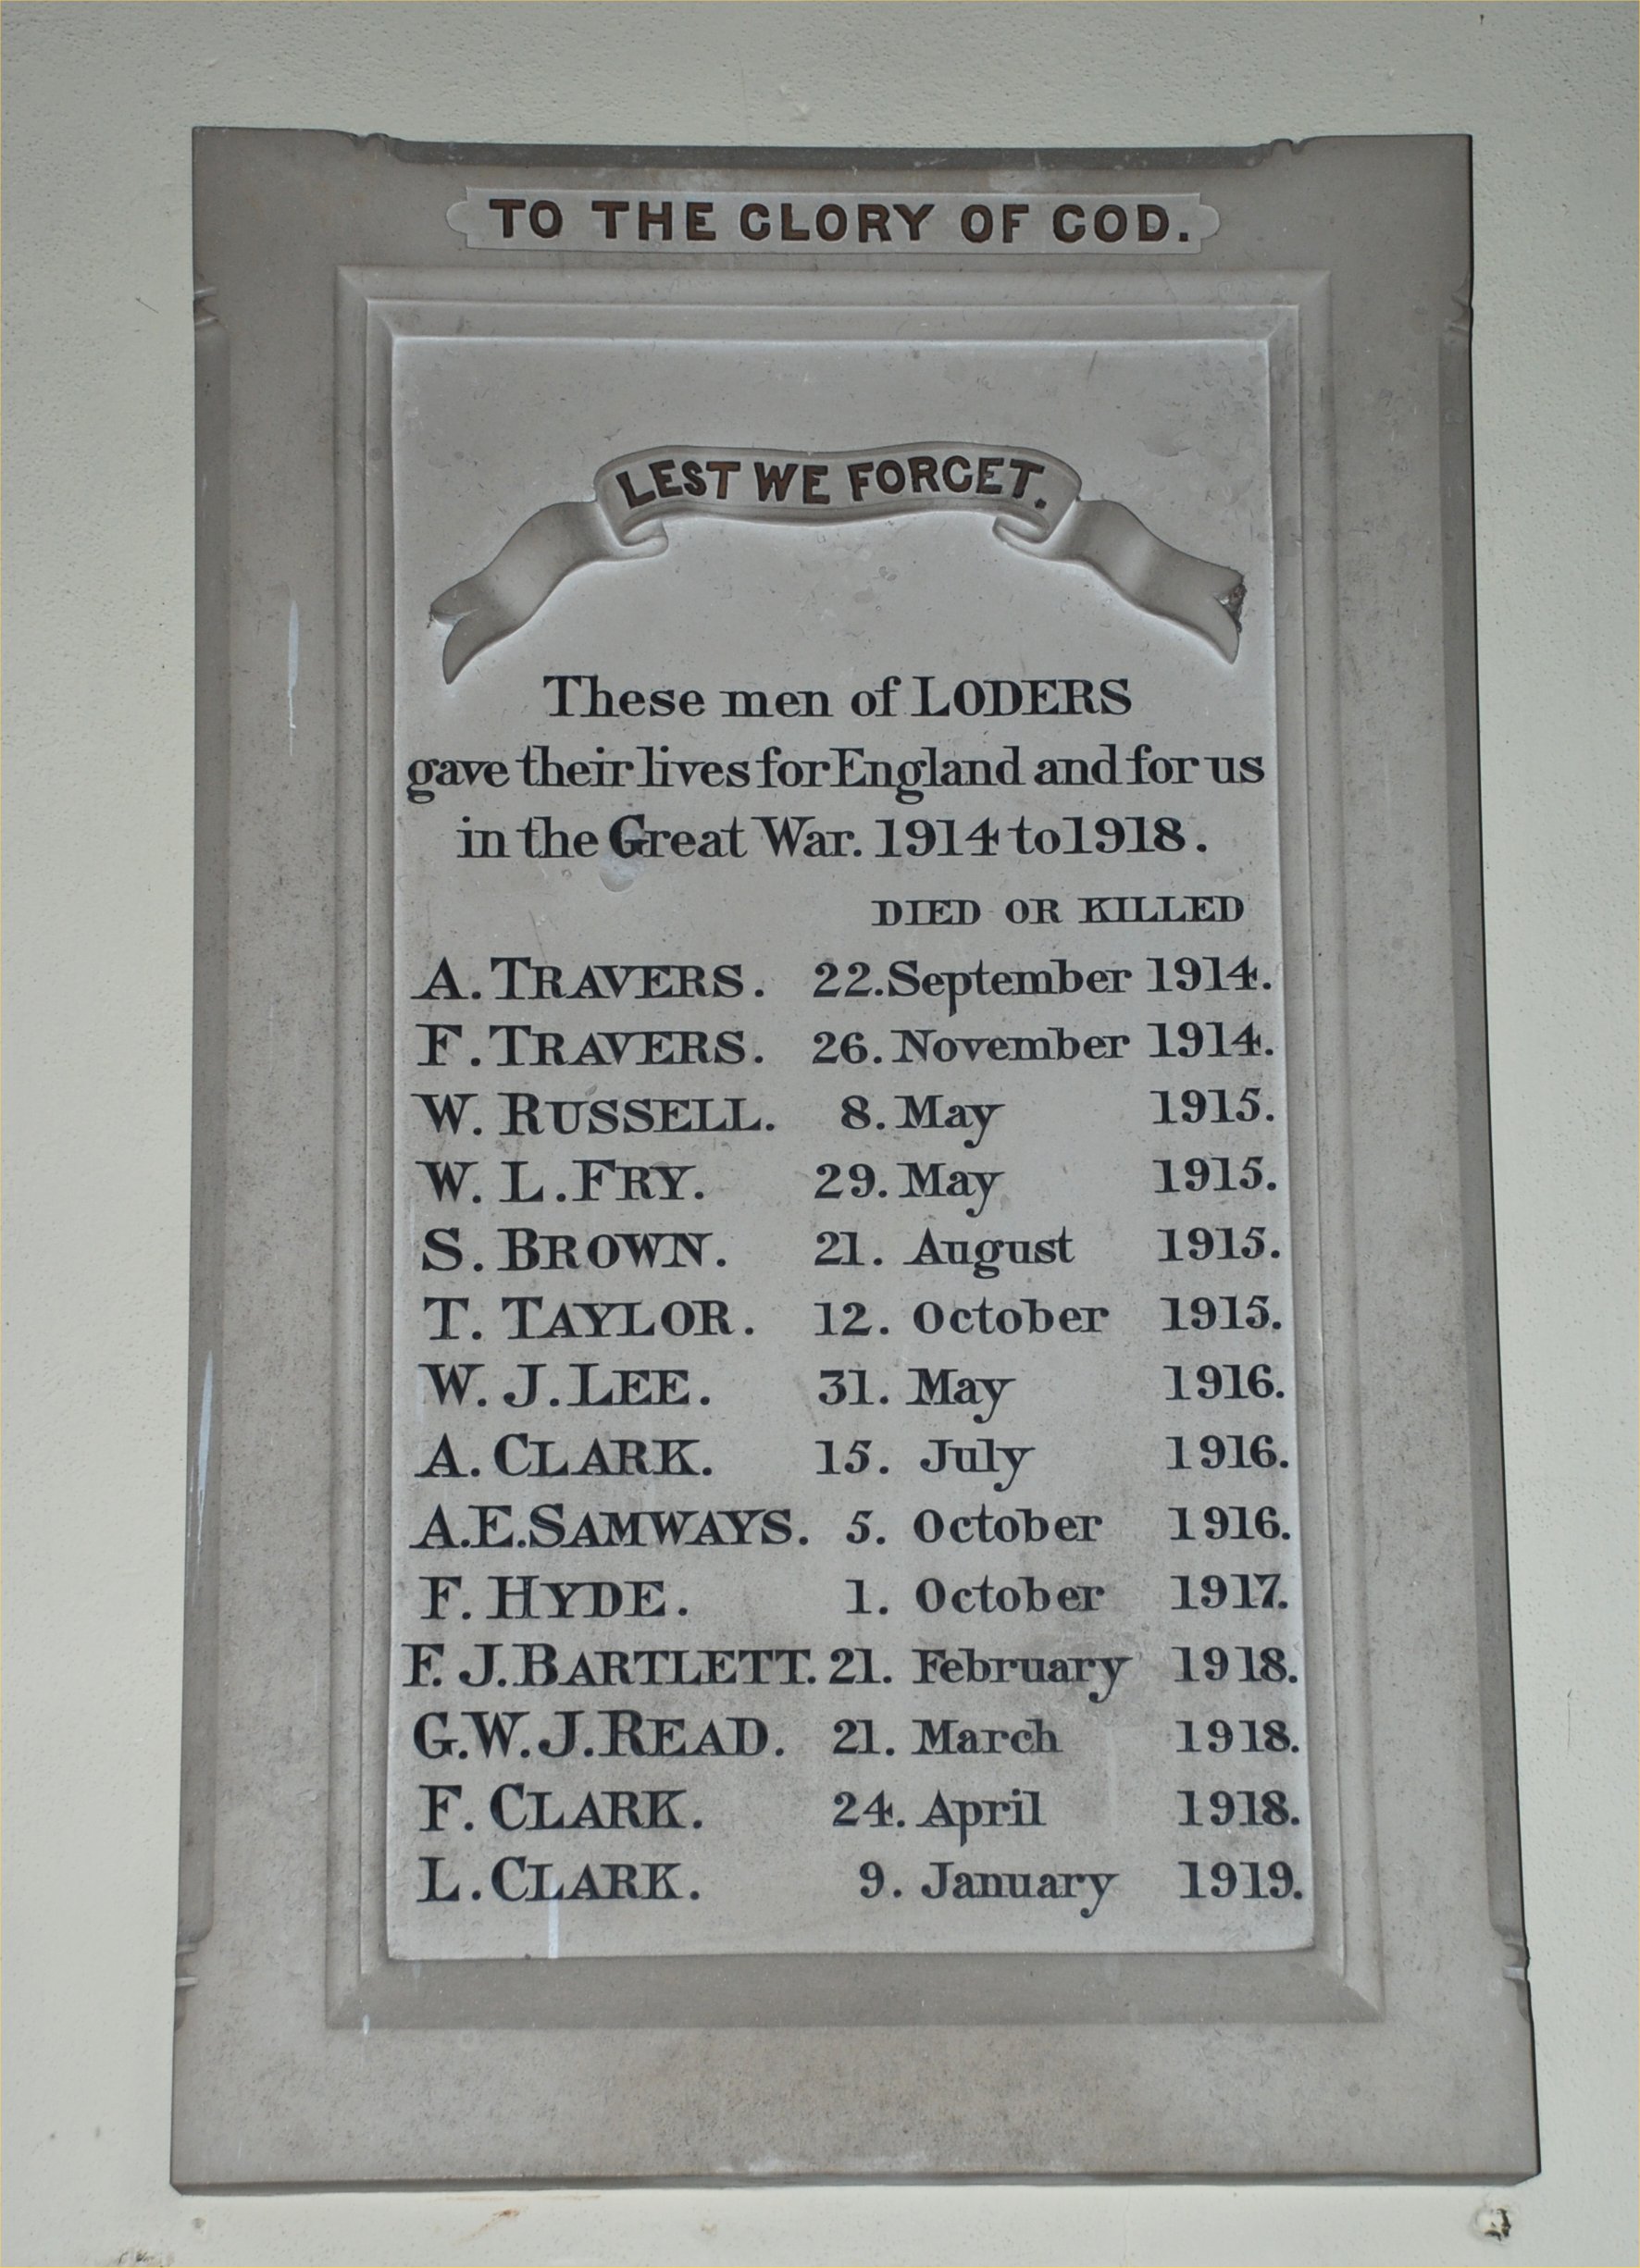 TO THE GLORY OF GOD.
LEST WE FORGET.
These men of LODERS
gave their lives for England and for us
in the Great War. 1914 to 1918.
DIED OR KILLED
A. TRAVERS. 22. September 1914.
F. TRAVERS. 26. November 1914.
W. RUSSELL. 8. May 1915.
W. L. FRY. 29. May 1915.
S. BROWN. 21. August 1915.
T. TAYLOR. 12. October 1915.
W. J. LEE. 31. May 1916.
A. CLARK. 15. July 1916.
A.E. SAMWAYS. 5. October 1916.
F. HYDE. 1. October 1917.
F. J. BARTLETT. 21. February 1918.
G.W. J. READ. 21. March 1918.
F. CLARK. 24. April 1918.
L. CLARK. 9. January 1919.